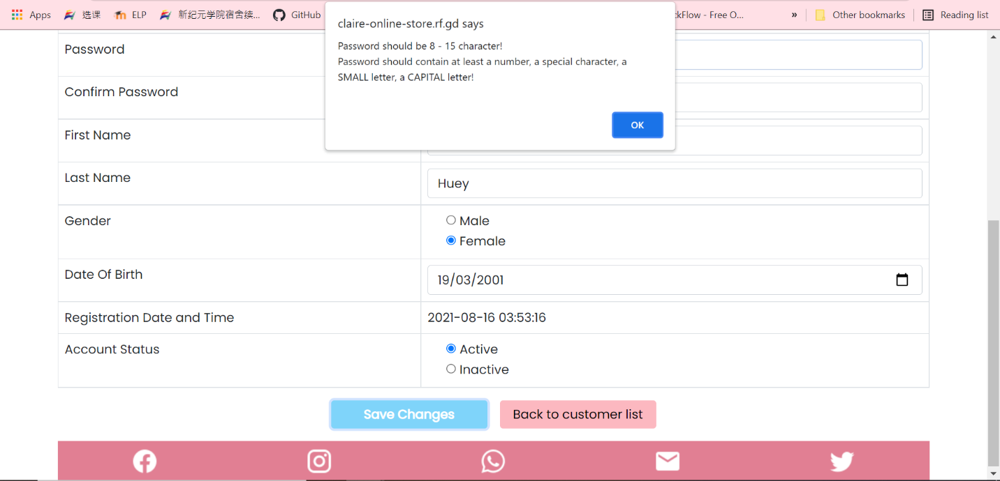 Apps 选课 ELP 新纪元学院宿舍续... GitHub ckFlow - Free O... » Other bookmarks Reading list
claire-online-store.rf.gd says
Password should be 8 - 15 character!
Password should contain at least a number, a special character, a
SMALL letter, a CAPITAL letter!
OK
Password
Confirm Password
First Name
Last Name Huey
Gender Male
Female
Date Of Birth 19/03/2001
Registration Date and Time 2021-08-16 03:53:16
Account Status Active
Inactive
Save Changes Back to customer list